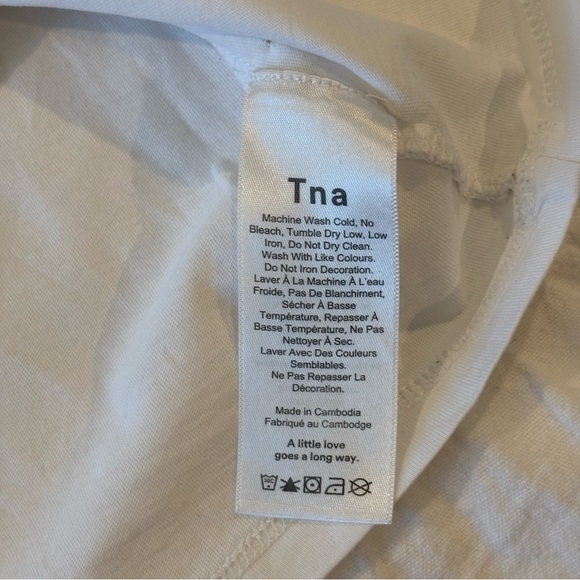 Tna
Machine Wash Cold, No
Bleach, Tumble Dry Low, Low
Iron, Do Not Dry Clean.
Wash With Like Colours.
Do Not Iron Decoration.
Laver À La Machine À L'eau
Froide, Pas De Blanchiment,
Sécher À Basse
Température, Repasser À
Basse Température, Ne Pas
Nettoyer À Sec.
Laver Avec Des Couleurs
Semblables.
Ne Pas Repasser La
Décoration.
Made in Cambodia
Fabriqué au Cambodge
A little love
goes a long way.
30C